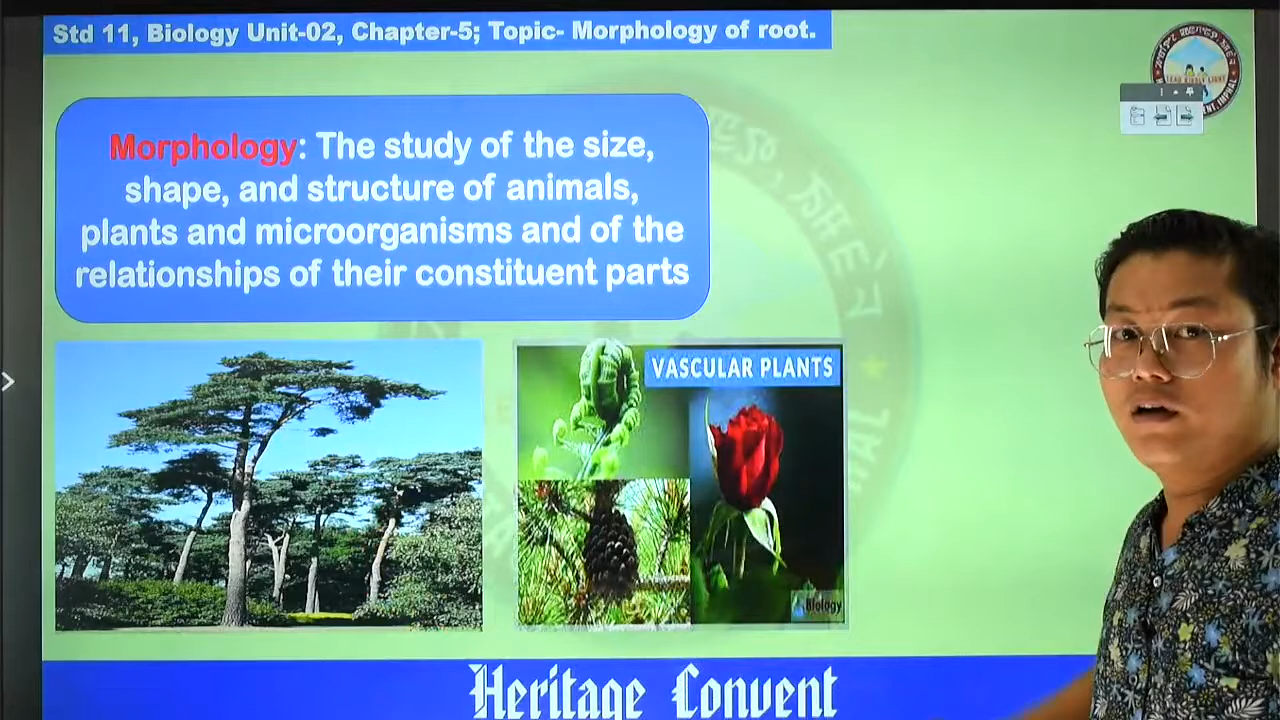 Std 11, Biology Unit-02, Chapter-5; Topic- Morphology of root.
Morphology: The study of the size,
shape, and structure of animals,
plants and microorganisms and of the
relationships of their constituent parts
VASCULAR PLANTS
Biology
Heritage Convent